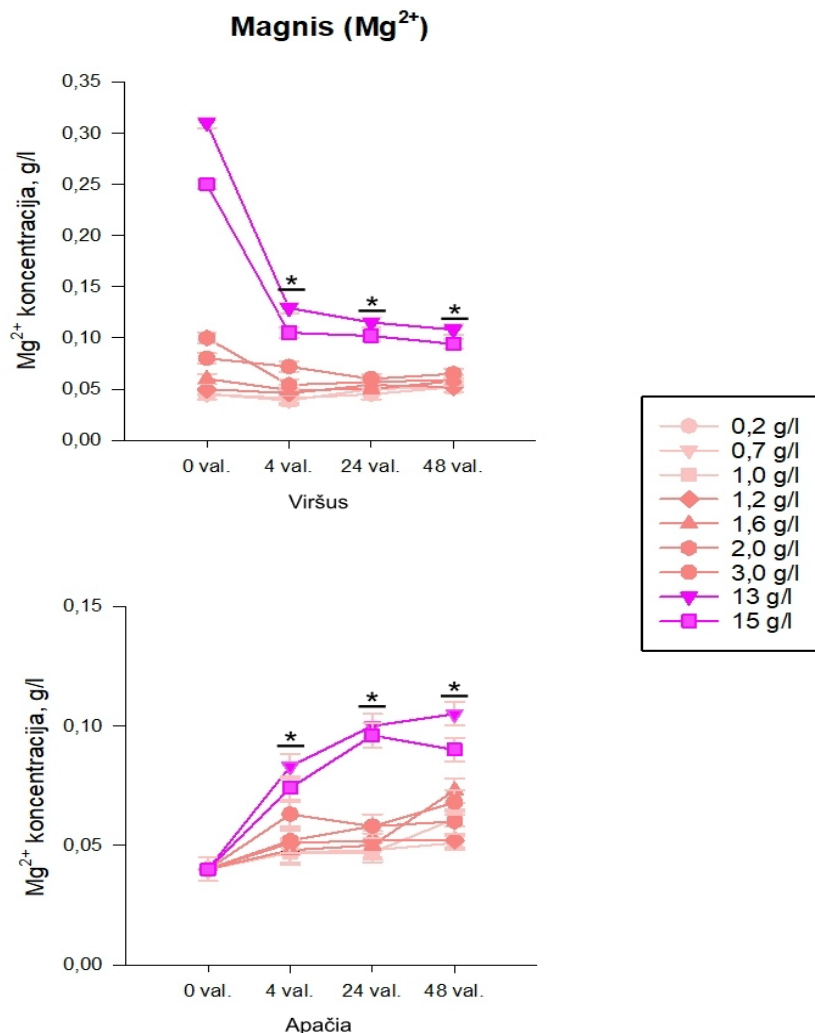 Magnis (Mg²⁺)
Mg²⁺ koncentracija, g/l
0,35
0,30
0,25
0,20
0,15
0,10
0,05
0,00
* * *
0 val. 4 val. 24 val. 48 val.
Viršus
0,2 g/l
0,7 g/l
1,0 g/l
1,2 g/l
1,6 g/l
2,0 g/l
3,0 g/l
13 g/l
15 g/l
Mg²⁺ koncentracija, g/l
0,15
0,10
0,05
0,00
* * *
0 val. 4 val. 24 val. 48 val.
Apačia